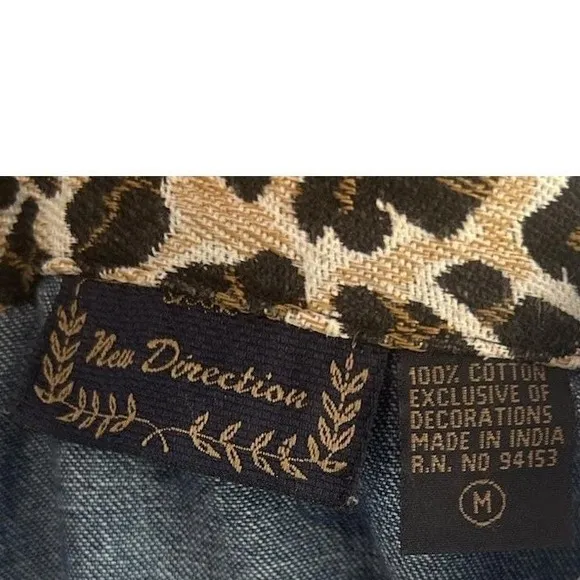 New Direction
100% COTTON
EXCLUSIVE OF
DECORATIONS
MADE IN INDIA
R.N. NO 94153
M